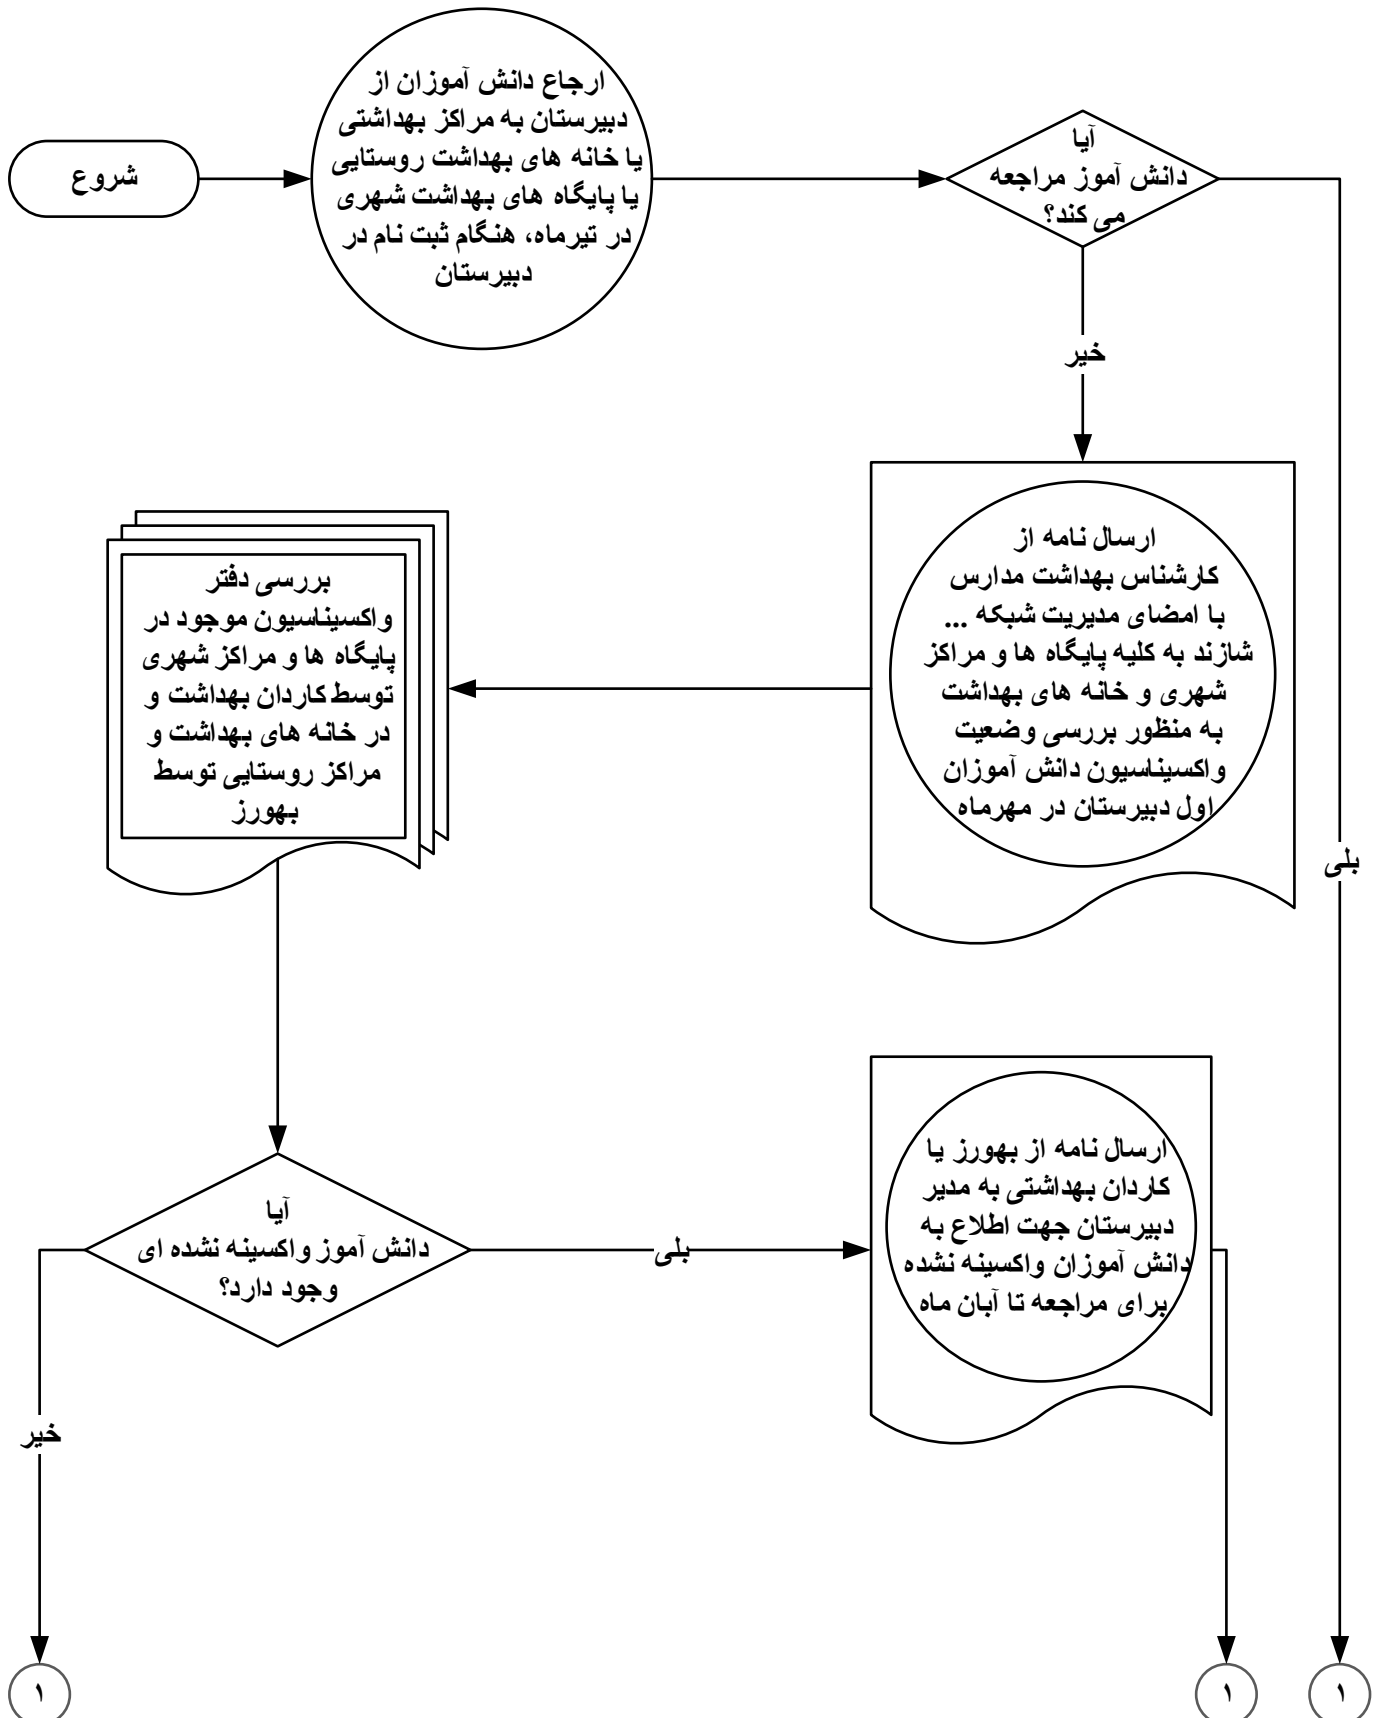 شروع
ارجاع دانش آموزان از
دبیرستان به مراکز بهداشتی
یا خانه های بهداشت روستایی
یا پایگاه های بهداشت شهری
در تیرماه، هنگام ثبت نام در
دبیرستان
آیا
دانش آموز مراجعه
می کند؟
خیر
بلی
ارسال نامه از
کارشناس بهداشت مدارس
با امضای مدیریت شبکه ...
شازند به کلیه پایگاه ها و مراکز
شهری و خانه های بهداشت
به منظور بررسی وضعیت
واکسیناسیون دانش آموزان
اول دبیرستان در مهرماه
بررسی دفتر
واکسیناسیون موجود در
پایگاه ها و مراکز شهری
توسط کاردان بهداشت و
در خانه های بهداشت و
مراکز روستایی توسط
بهورز
آیا
دانش آموز واکسینه نشده ای
وجود دارد؟
بلی
خیر
ارسال نامه از بهورز یا
کاردان بهداشتی به مدیر
دبیرستان جهت اطلاع به
دانش آموزان واکسینه نشده
برای مراجعه تا آبان ماه
۱
۱
۱